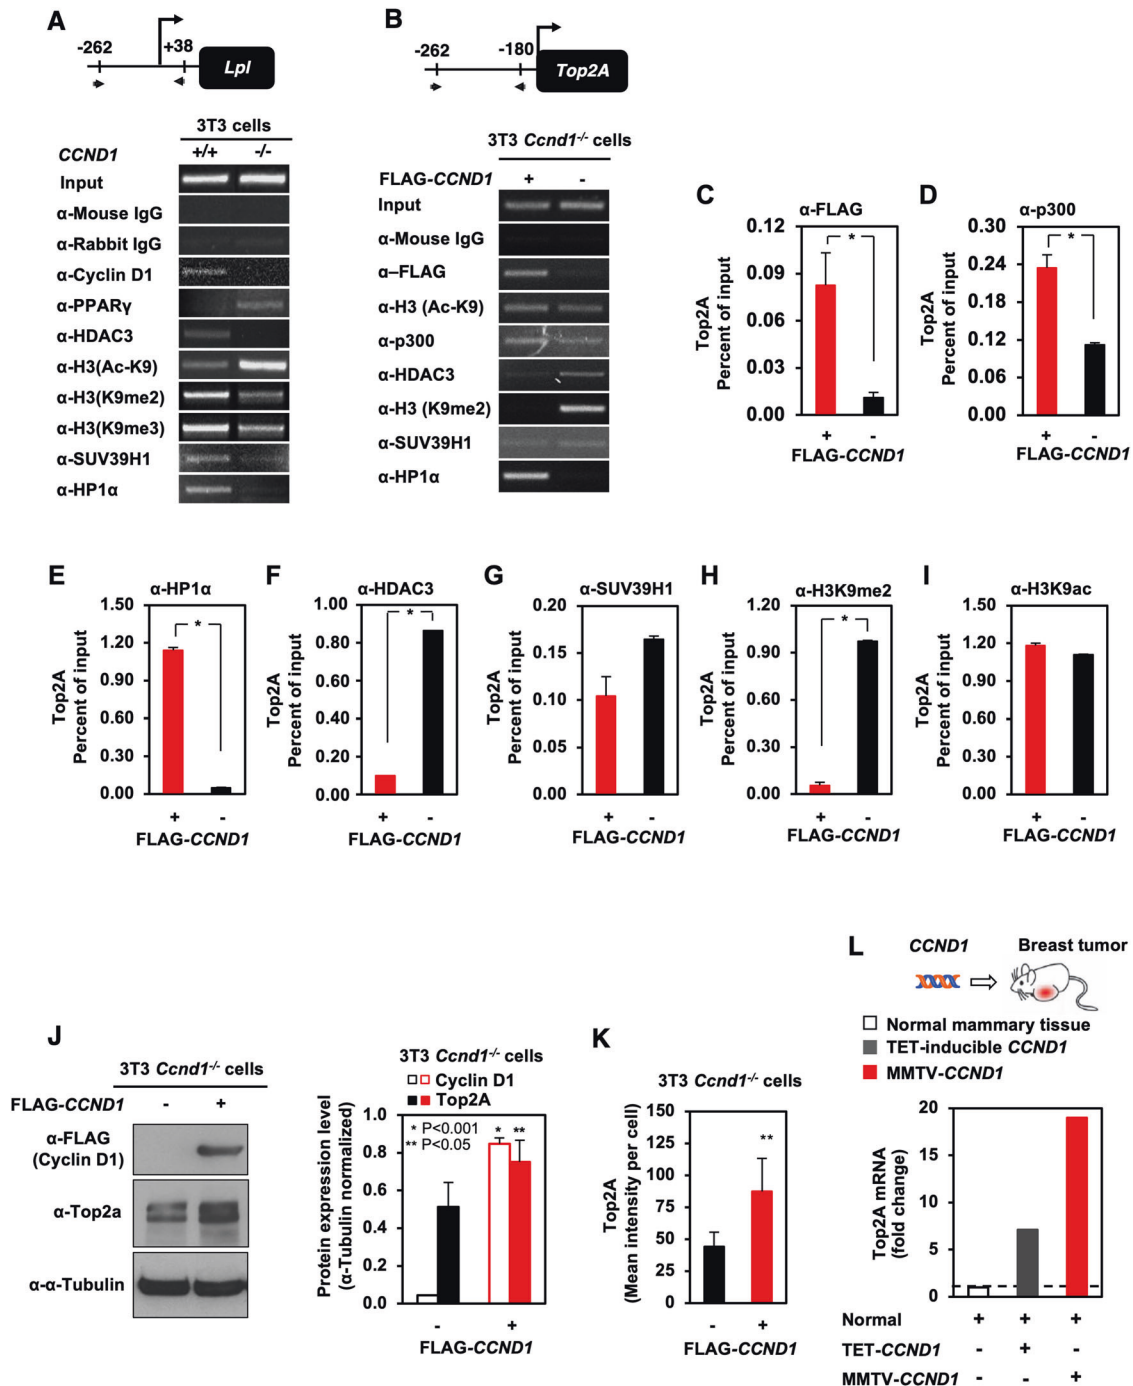 A
-262
+38
Lpl
3T3 cells
CCND1
+/+ -/-
Input
α-Mouse IgG
α-Rabbit IgG
α-Cyclin D1
α-PPARγ
α-HDAC3
α-H3(Ac-K9)
α-H3(K9me2)
α-H3(K9me3)
α-SUV39H1
α-HP1α
B
-262
-180
Top2A
3T3 Ccnd1-/- cells
FLAG-CCND1 + -
Input
α-Mouse IgG
α–FLAG
α-H3 (Ac-K9)
α-p300
α-HDAC3
α-H3 (K9me2)
α-SUV39H1
α-HP1α
C
α-FLAG
Top2A
Percent of input
0.12
0.09
0.06
0.03
0.00
*
+ -
FLAG-CCND1
D
α-p300
Top2A
Percent of input
0.30
0.24
0.18
0.12
0.06
0.00
*
+ -
FLAG-CCND1
E
α-HP1α
Top2A
Percent of input
1.50
1.20
0.90
0.60
0.30
0.00
*
+ -
FLAG-CCND1
F
α-HDAC3
Top2A
Percent of input
1.00
0.80
0.60
0.40
0.20
0.00
*
+ -
FLAG-CCND1
G
α-SUV39H1
Top2A
Percent of input
0.20
0.15
0.10
0.05
0.00
+ -
FLAG-CCND1
H
α-H3K9me2
Top2A
Percent of input
1.20
0.90
0.60
0.30
0.00
*
+ -
FLAG-CCND1
I
α-H3K9ac
Top2A
Percent of input
1.50
1.20
0.90
0.60
0.30
0.00
+ -
FLAG-CCND1
J
3T3 Ccnd1-/- cells
FLAG-CCND1 - +
α-FLAG
(Cyclin D1)
α-Top2a
α-α-Tubulin
3T3 Ccnd1-/- cells
Cyclin D1
Top2A
Protein expression level
(α-Tubulin normalized)
1.0
0.8
0.6
0.4
0.2
0.0
* P<0.001
** P<0.05
* **
- +
FLAG-CCND1
K
3T3 Ccnd1-/- cells
Top2A
(Mean intensity per cell)
150
125
100
75
50
25
0
**
- +
FLAG-CCND1
L
CCND1 Breast tumor
Normal mammary tissue
TET-inducible CCND1
MMTV-CCND1
Top2A mRNA
(fold change)
20
15
10
5
0
Normal + + +
TET-CCND1 - + -
MMTV-CCND1 - - +